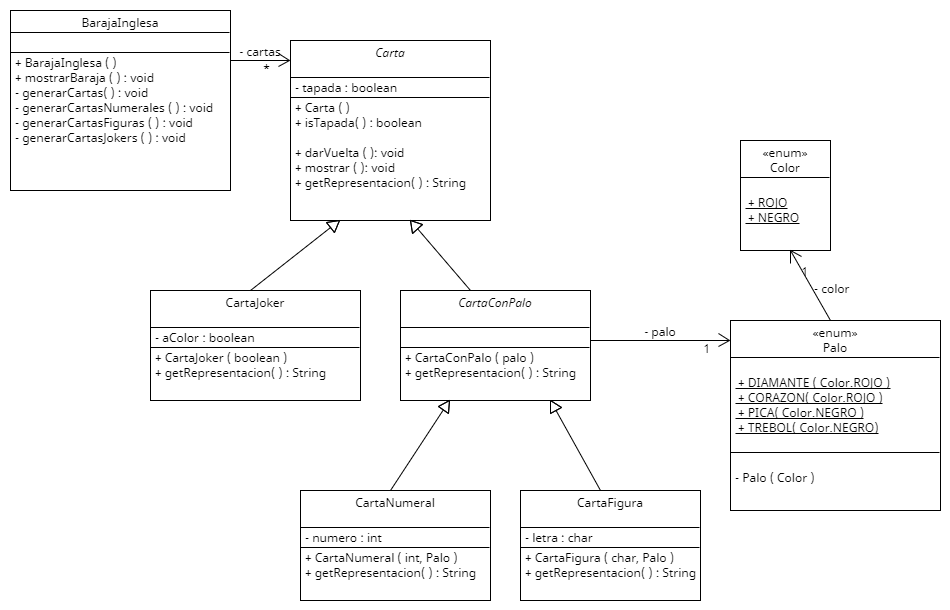 BarajaInglesa
+ BarajaInglesa ( )
+ mostrarBaraja ( ) : void
- generarCartas( ) : void
- generarCartasNumerales ( ) : void
- generarCartasFiguras ( ) : void
- generarCartasJokers ( ) : void
- cartas
*
Carta
- tapada : boolean
+ Carta ( )
+ isTapada( ) : boolean
+ darVuelta ( ): void
+ mostrar ( ): void
+ getRepresentacion( ) : String
«enum»
Color
+ ROJO
+ NEGRO
1
- color
CartaJoker
- aColor : boolean
+ CartaJoker ( boolean )
+ getRepresentacion( ) : String
CartaConPalo
+ CartaConPalo ( palo )
+ getRepresentacion( ) : String
- palo
1
«enum»
Palo
+ DIAMANTE ( Color.ROJO )
+ CORAZON( Color.ROJO )
+ PICA( Color.NEGRO )
+ TREBOL( Color.NEGRO)
- Palo ( Color )
CartaNumeral
- numero : int
+ CartaNumeral ( int, Palo )
+ getRepresentacion( ) : String
CartaFigura
- letra : char
+ CartaFigura ( char, Palo )
+ getRepresentacion( ) : String